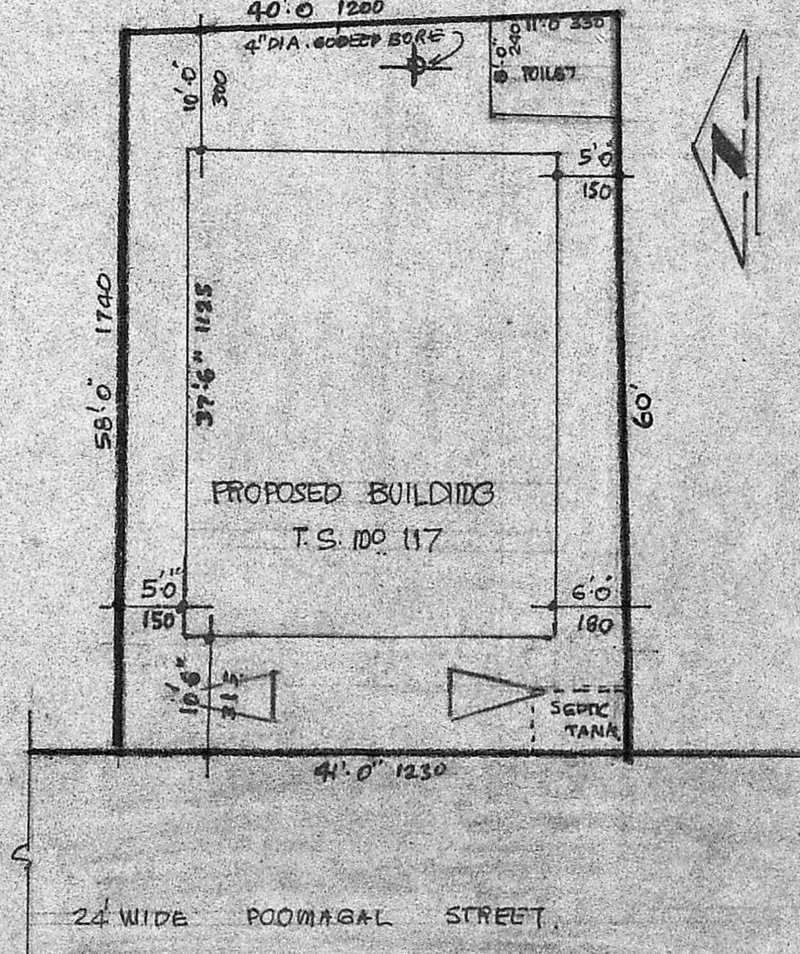 40'.0 1200
4" DIA. 60DEEP BORE
10'.0"
300
8'.0"
240
11'.0 330
TOILET
N
5'.0"
150
58'.0" 1740
37'.6" 1125
60'
PROPOSED BUILDING
T. S. NO 117
5'.0"
150
6'.0"
180
10'.6"
315
SEPTIC
TANK
41'.0" 1230
24' WIDE POOMAGAL STREET.